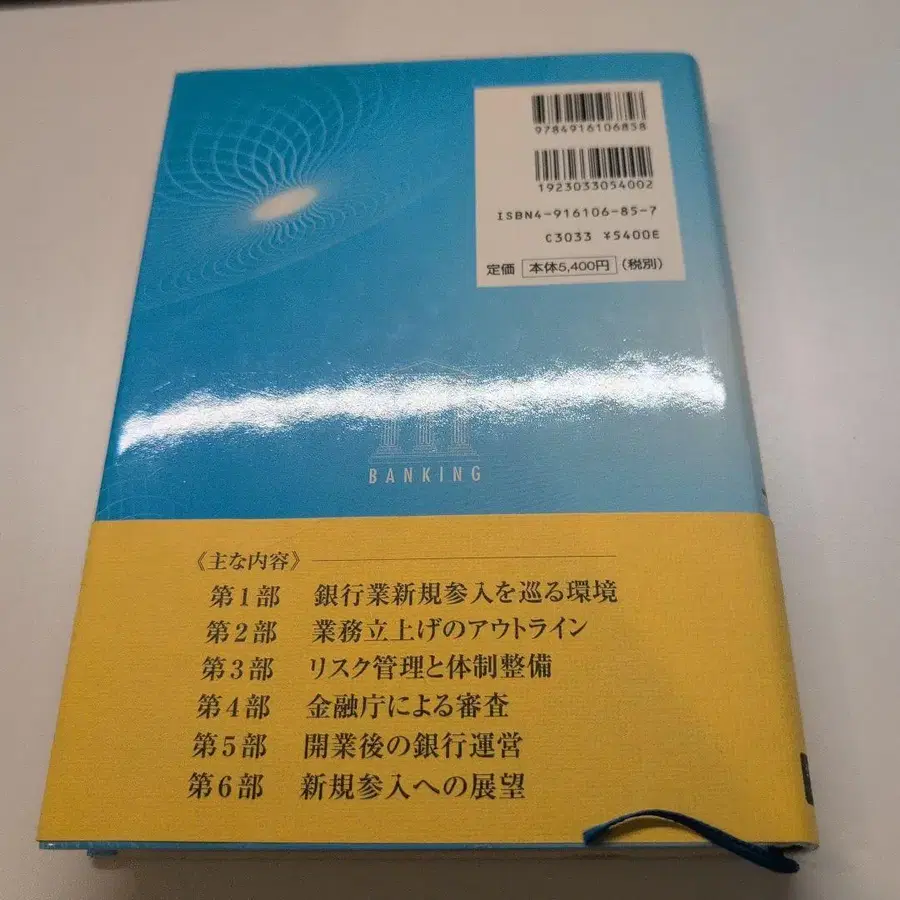 9784916106858
1923033054002
ISBN4-916106-85-7
C3033 ¥5400E
定価 本体5,400円 (税別)
BANKING
《主な内容》
第1部 銀行業新規参入を巡る環境
第2部 業務立上げのアウトライン
第3部 リスク管理と体制整備
第4部 金融庁による審査
第5部 開業後の銀行運営
第6部 新規参入への展望